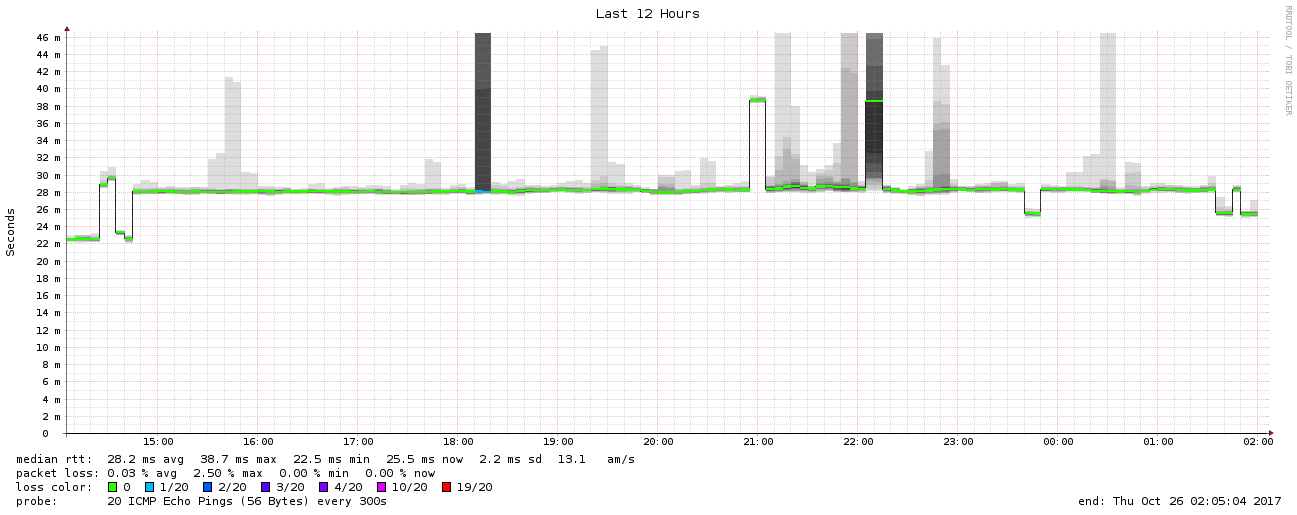 Last 12 Hours
RRDTOOL / TOBI OETIKER
Seconds
46 m
44 m
42 m
40 m
38 m
36 m
34 m
32 m
30 m
28 m
26 m
24 m
22 m
20 m
18 m
16 m
14 m
12 m
10 m
8 m
6 m
4 m
2 m
0
15:00 16:00 17:00 18:00 19:00 20:00 21:00 22:00 23:00 00:00 01:00 02:00
median rtt: 28.2 ms avg 38.7 ms max 22.5 ms min 25.5 ms now 2.2 ms sd 13.1 am/s
packet loss: 0.03 % avg 2.50 % max 0.00 % min 0.00 % now
loss color: 0 1/20 2/20 3/20 4/20 10/20 19/20
probe: 20 ICMP Echo Pings (56 Bytes) every 300s end: Thu Oct 26 02:05:04 2017